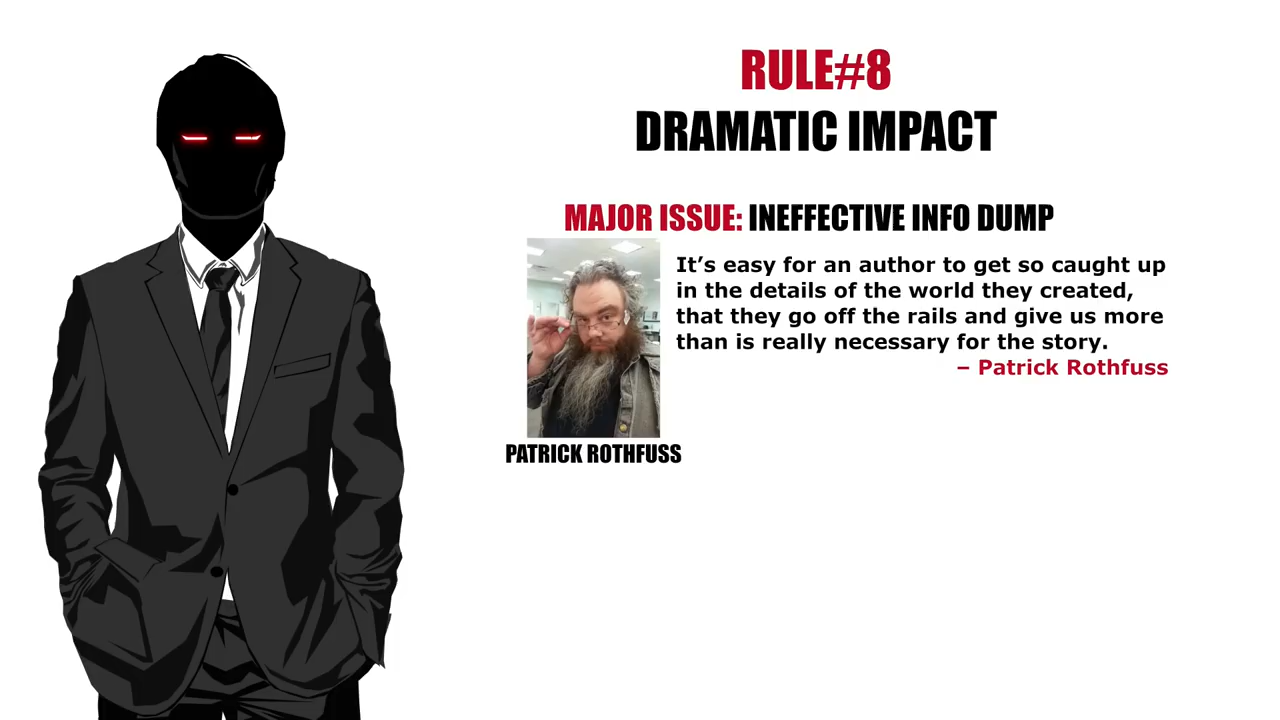 RULE#8
DRAMATIC IMPACT
MAJOR ISSUE: INEFFECTIVE INFO DUMP
It’s easy for an author to get so caught up
in the details of the world they created,
that they go off the rails and give us more
than is really necessary for the story.
– Patrick Rothfuss
PATRICK ROTHFUSS